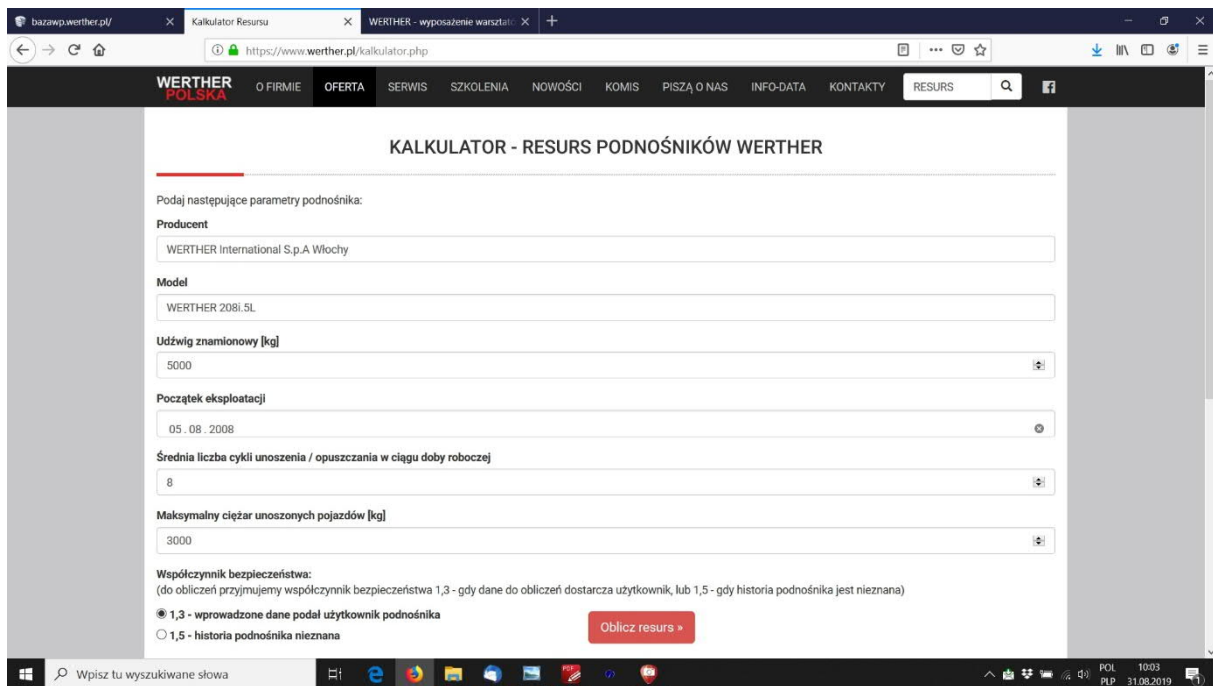 bazawp.werther.pl/
Kalkulator Resursu
WERTHER - wyposażenie warsztatc
https://www.werther.pl/kalkulator.php
WERTHER POLSKA
O FIRMIE OFERTA SERWIS SZKOLENIA NOWOŚCI KOMIS PISZĄ O NAS INFO-DATA KONTAKTY RESURS
KALKULATOR - RESURS PODNOŚNIKÓW WERTHER
Podaj następujące parametry podnośnika:
Producent
WERTHER International S.p.A Włochy
Model
WERTHER 208i.5L
Udźwig znamionowy [kg]
5000
Początek eksploatacji
05 . 08 . 2008
Średnia liczba cykli unoszenia / opuszczania w ciągu doby roboczej
8
Maksymalny ciężar unoszonych pojazdów [kg]
3000
Współczynnik bezpieczeństwa:
(do obliczeń przyjmujemy współczynnik bezpieczeństwa 1,3 - gdy dane do obliczeń dostarcza użytkownik, lub 1,5 - gdy historia podnośnika jest nieznana)
1,3 - wprowadzone dane podał użytkownik podnośnika
1,5 - historia podnośnika nieznana
Oblicz resurs »
Wpisz tu wyszukiwane słowa
POL 10:03
PLP 31.08.2019